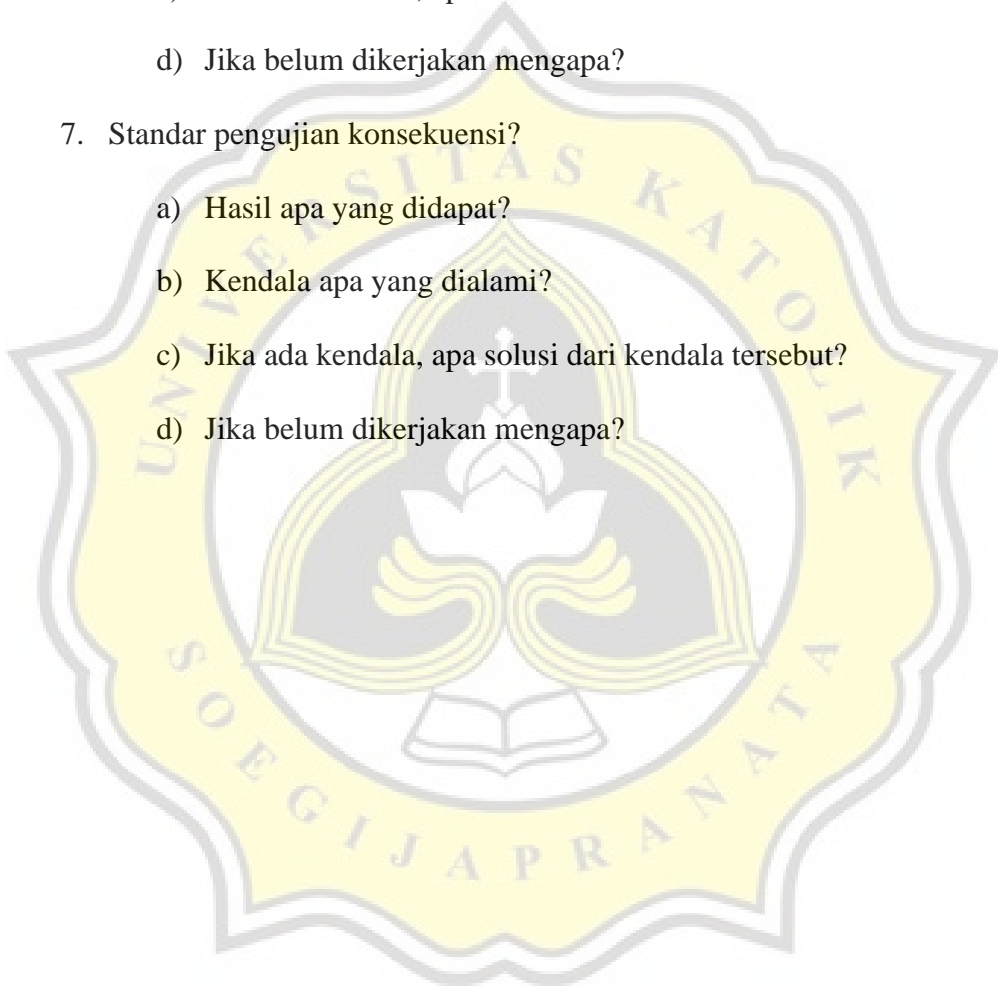 d) Jika belum dikerjakan mengapa?
7. Standar pengujian konsekuensi?
a) Hasil apa yang didapat?
b) Kendala apa yang dialami?
c) Jika ada kendala, apa solusi dari kendala tersebut?
d) Jika belum dikerjakan mengapa?
UNIVERSITAS KATOLIK
SOEGIJAPRANATA